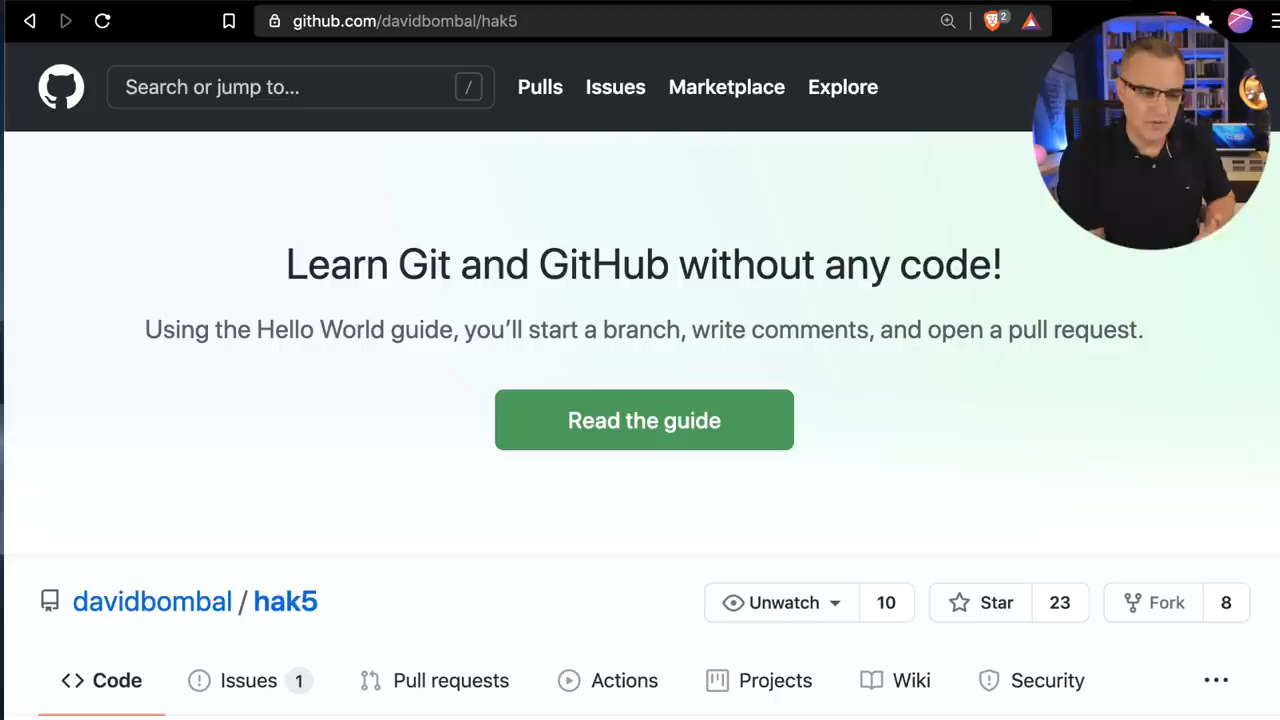 github.com/davidbombal/hak5
2
Search or jump to...
/
Pulls
Issues
Marketplace
Explore
Learn Git and GitHub without any code!
Using the Hello World guide, you’ll start a branch, write comments, and open a pull request.
Read the guide
davidbombal / hak5
Unwatch 10
Star 23
Fork 8
Code
Issues 1
Pull requests
Actions
Projects
Wiki
Security